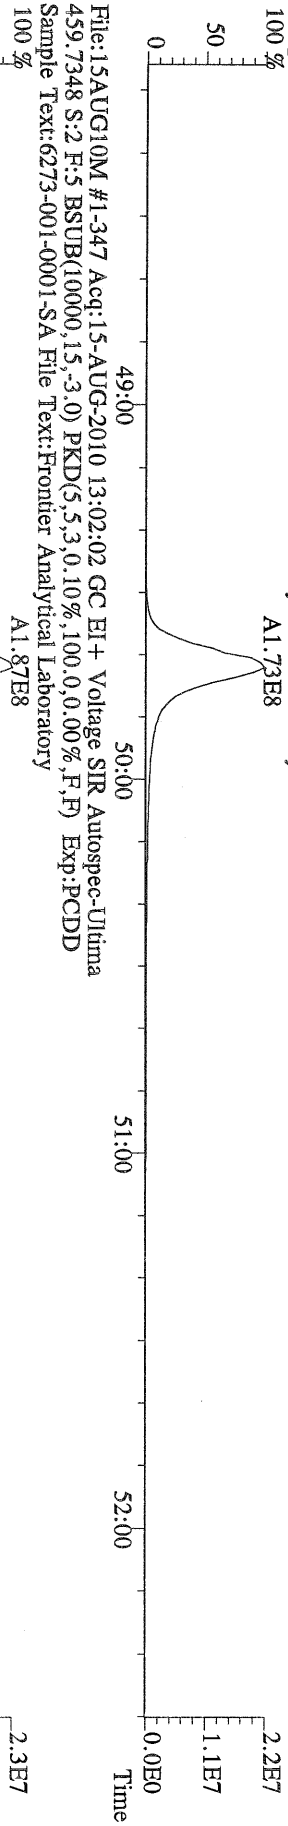 100 %
A1.73E8
2.2E7
50
1.1E7
0
0.0E0
49:00
50:00
51:00
52:00
Time
File:15AUG10M #1-347 Acq:15-AUG-2010 13:02:02 GC EI+ Voltage SIR Autospec-Ultima
459.7348 S:2 F:5 BSUB(10000,15,-3.0) PKD(5,5,3,0.10%,100.0,0.00%,F,F) Exp:PCDD
Sample Text:6273-001-0001-SA File Text:Frontier Analytical Laboratory
100 %
A1.87E8
2.3E7